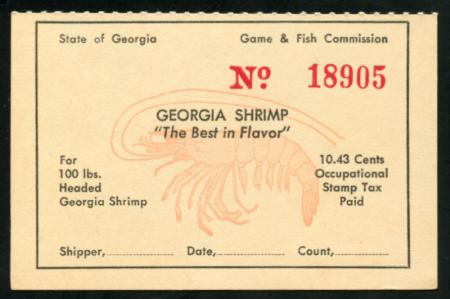 State of Georgia Game & Fish Commission
Nº 18905
GEORGIA SHRIMP
"The Best in Flavor"
For
100 lbs.
Headed
Georgia Shrimp
10.43 Cents
Occupational
Stamp Tax
Paid
Shipper, Date, Count,